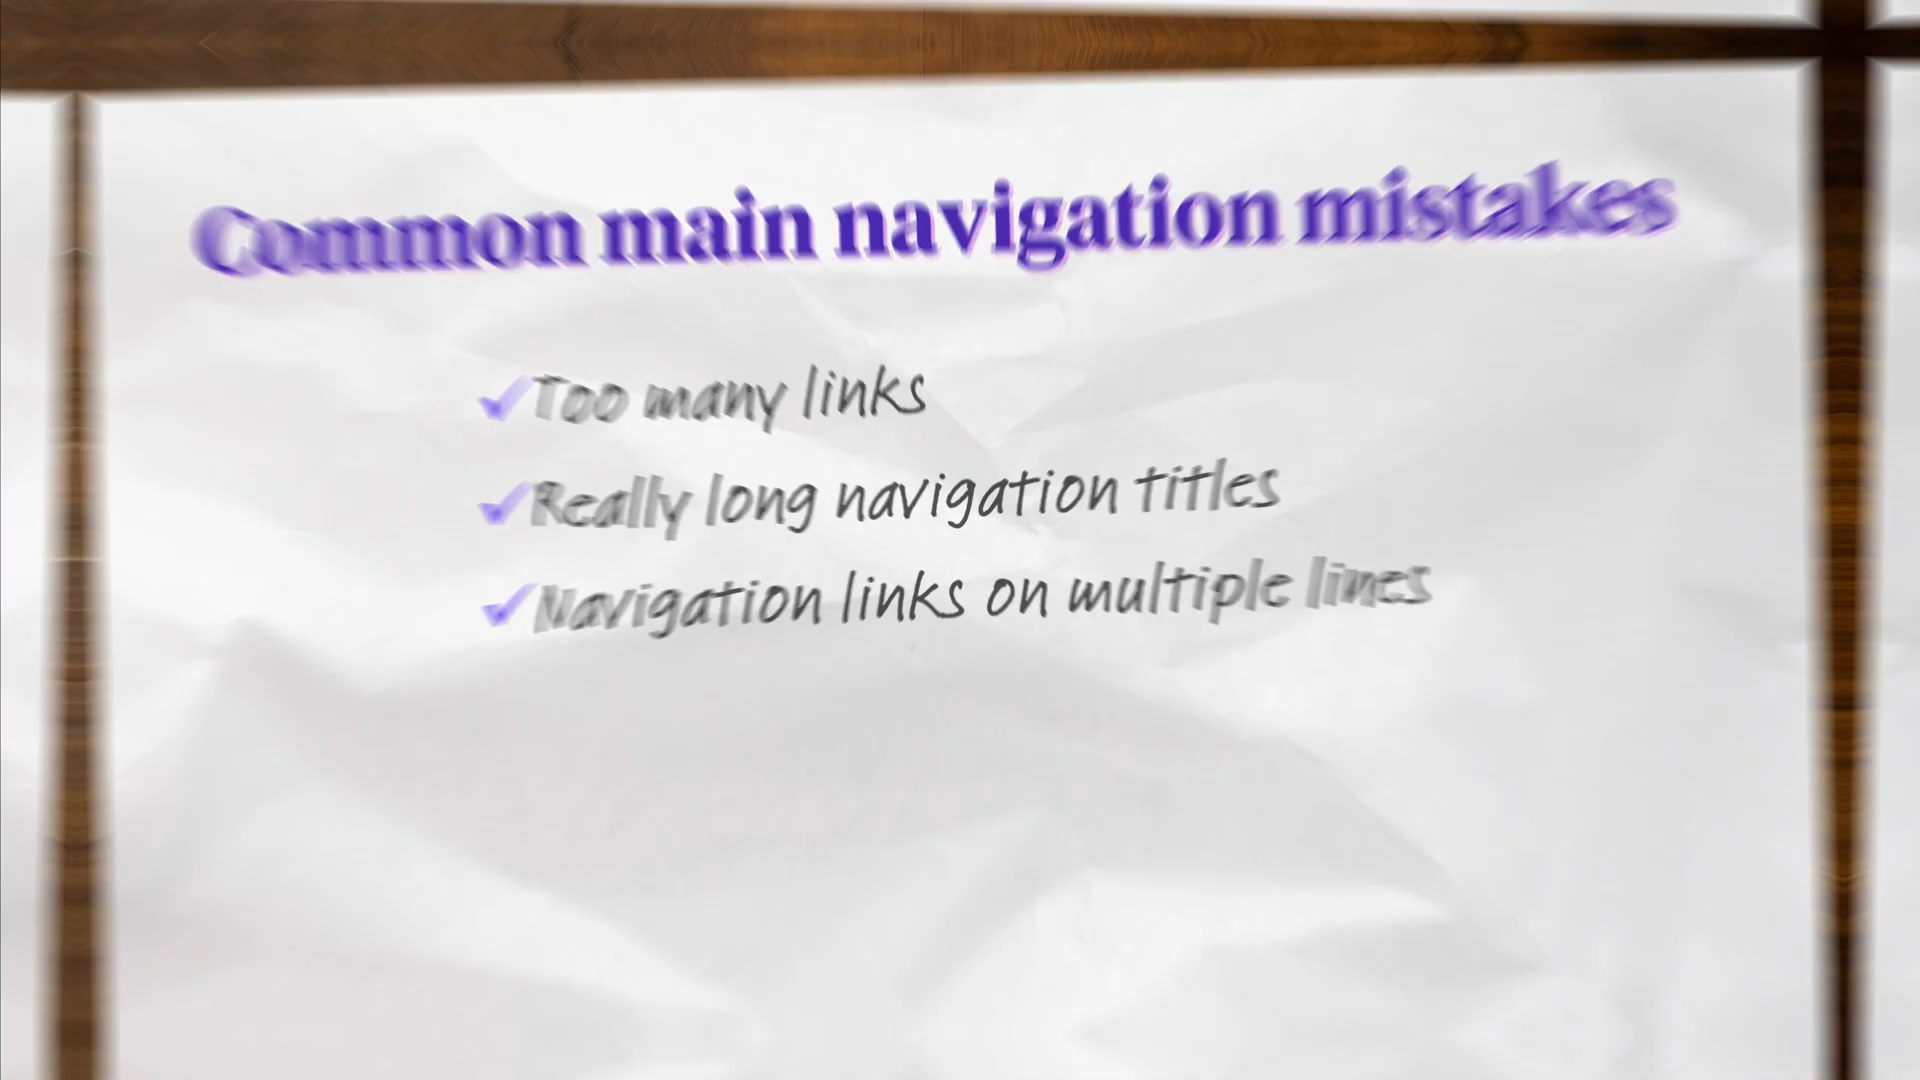 Common main navigation mistakes
Too many links
Really long navigation titles
Navigation links on multiple lines